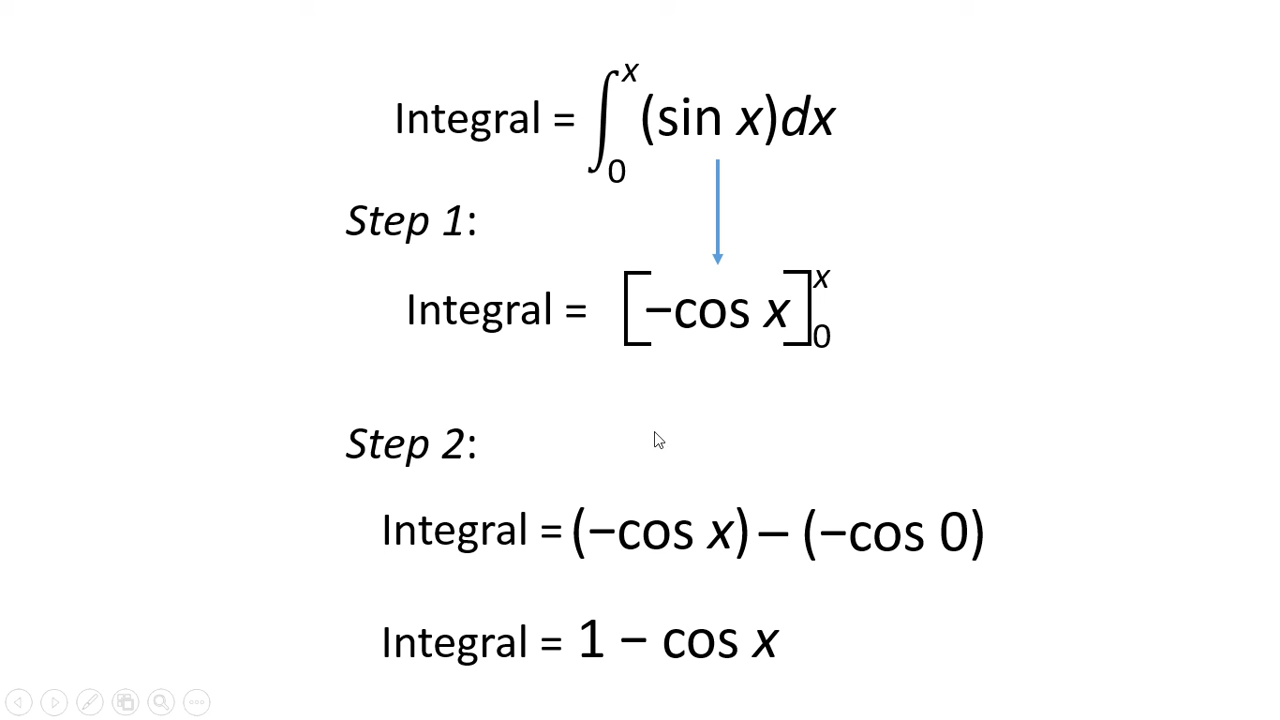 Integral = ∫₀ˣ (sin x)dx
Step 1:
Integral = [−cos x]₀ˣ
Step 2:
Integral = (−cos x) − (−cos 0)
Integral = 1 − cos x